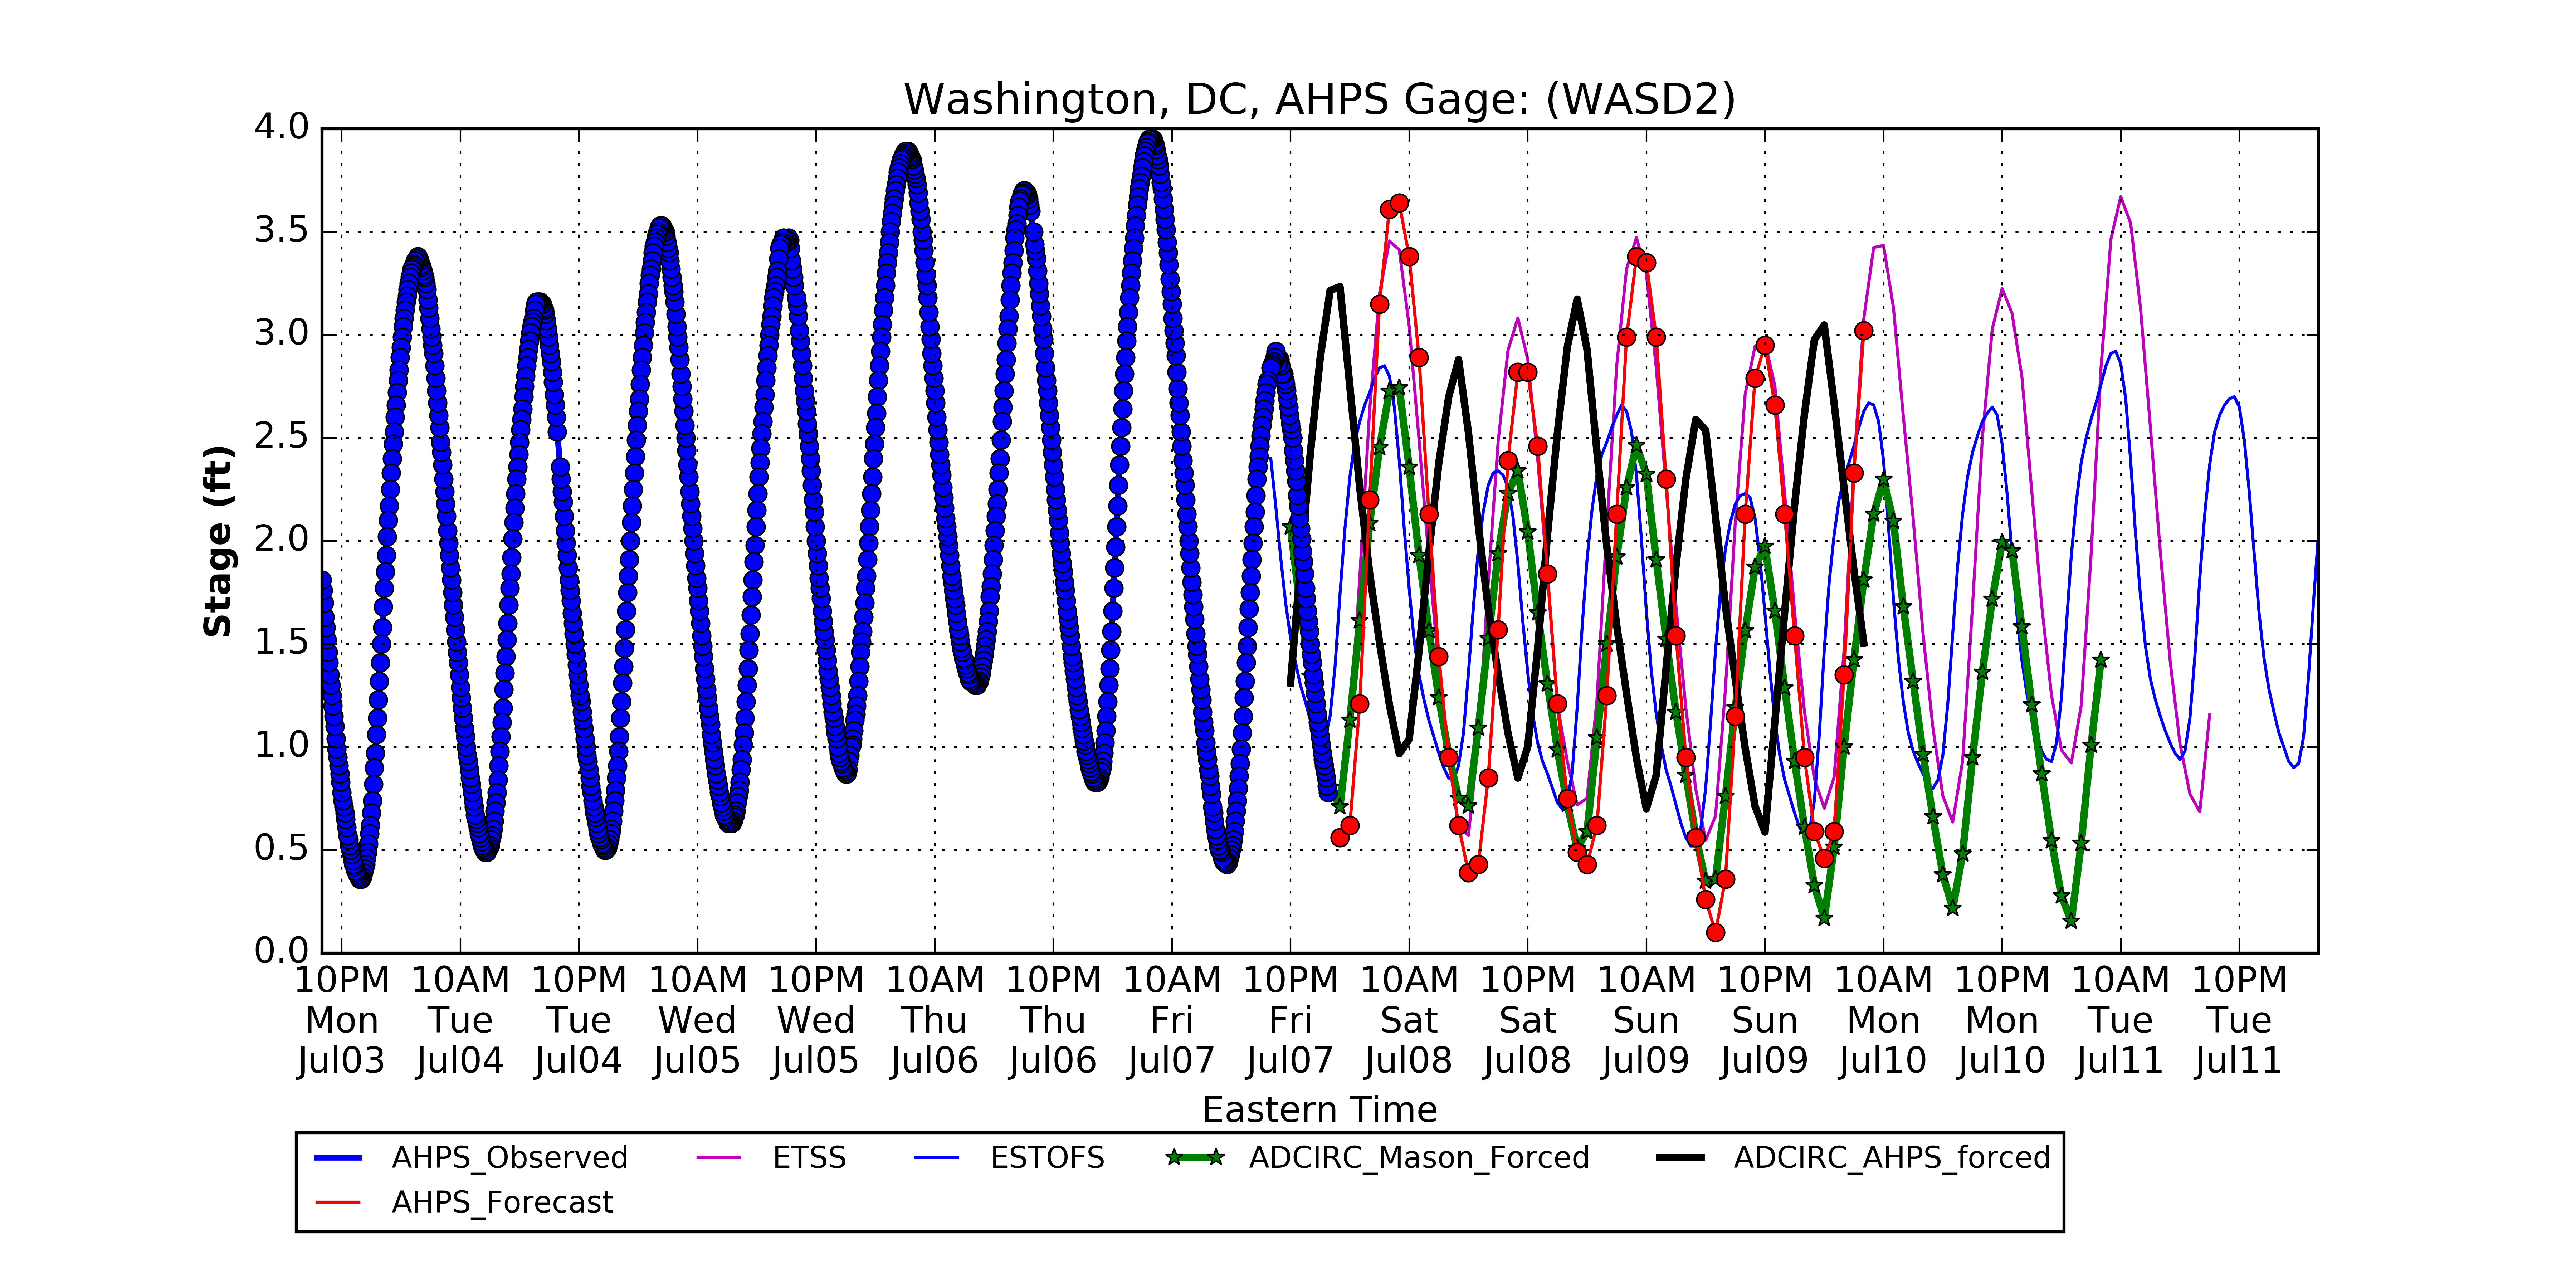 Washington, DC, AHPS Gage: (WASD2)
4.0
3.5
3.0
2.5
2.0
1.5
1.0
0.5
0.0
Stage (ft)
10PM 10AM 10PM 10AM 10PM 10AM 10PM 10AM 10PM 10AM 10PM 10AM 10PM 10AM 10PM 10AM 10PM
Mon Tue Tue Wed Wed Thu Thu Fri Fri Sat Sat Sun Sun Mon Mon Tue Tue
Jul03 Jul04 Jul04 Jul05 Jul05 Jul06 Jul06 Jul07 Jul07 Jul08 Jul08 Jul09 Jul09 Jul10 Jul10 Jul11 Jul11
Eastern Time
AHPS_Observed ETSS ESTOFS ADCIRC_Mason_Forced ADCIRC_AHPS_forced
AHPS_Forecast